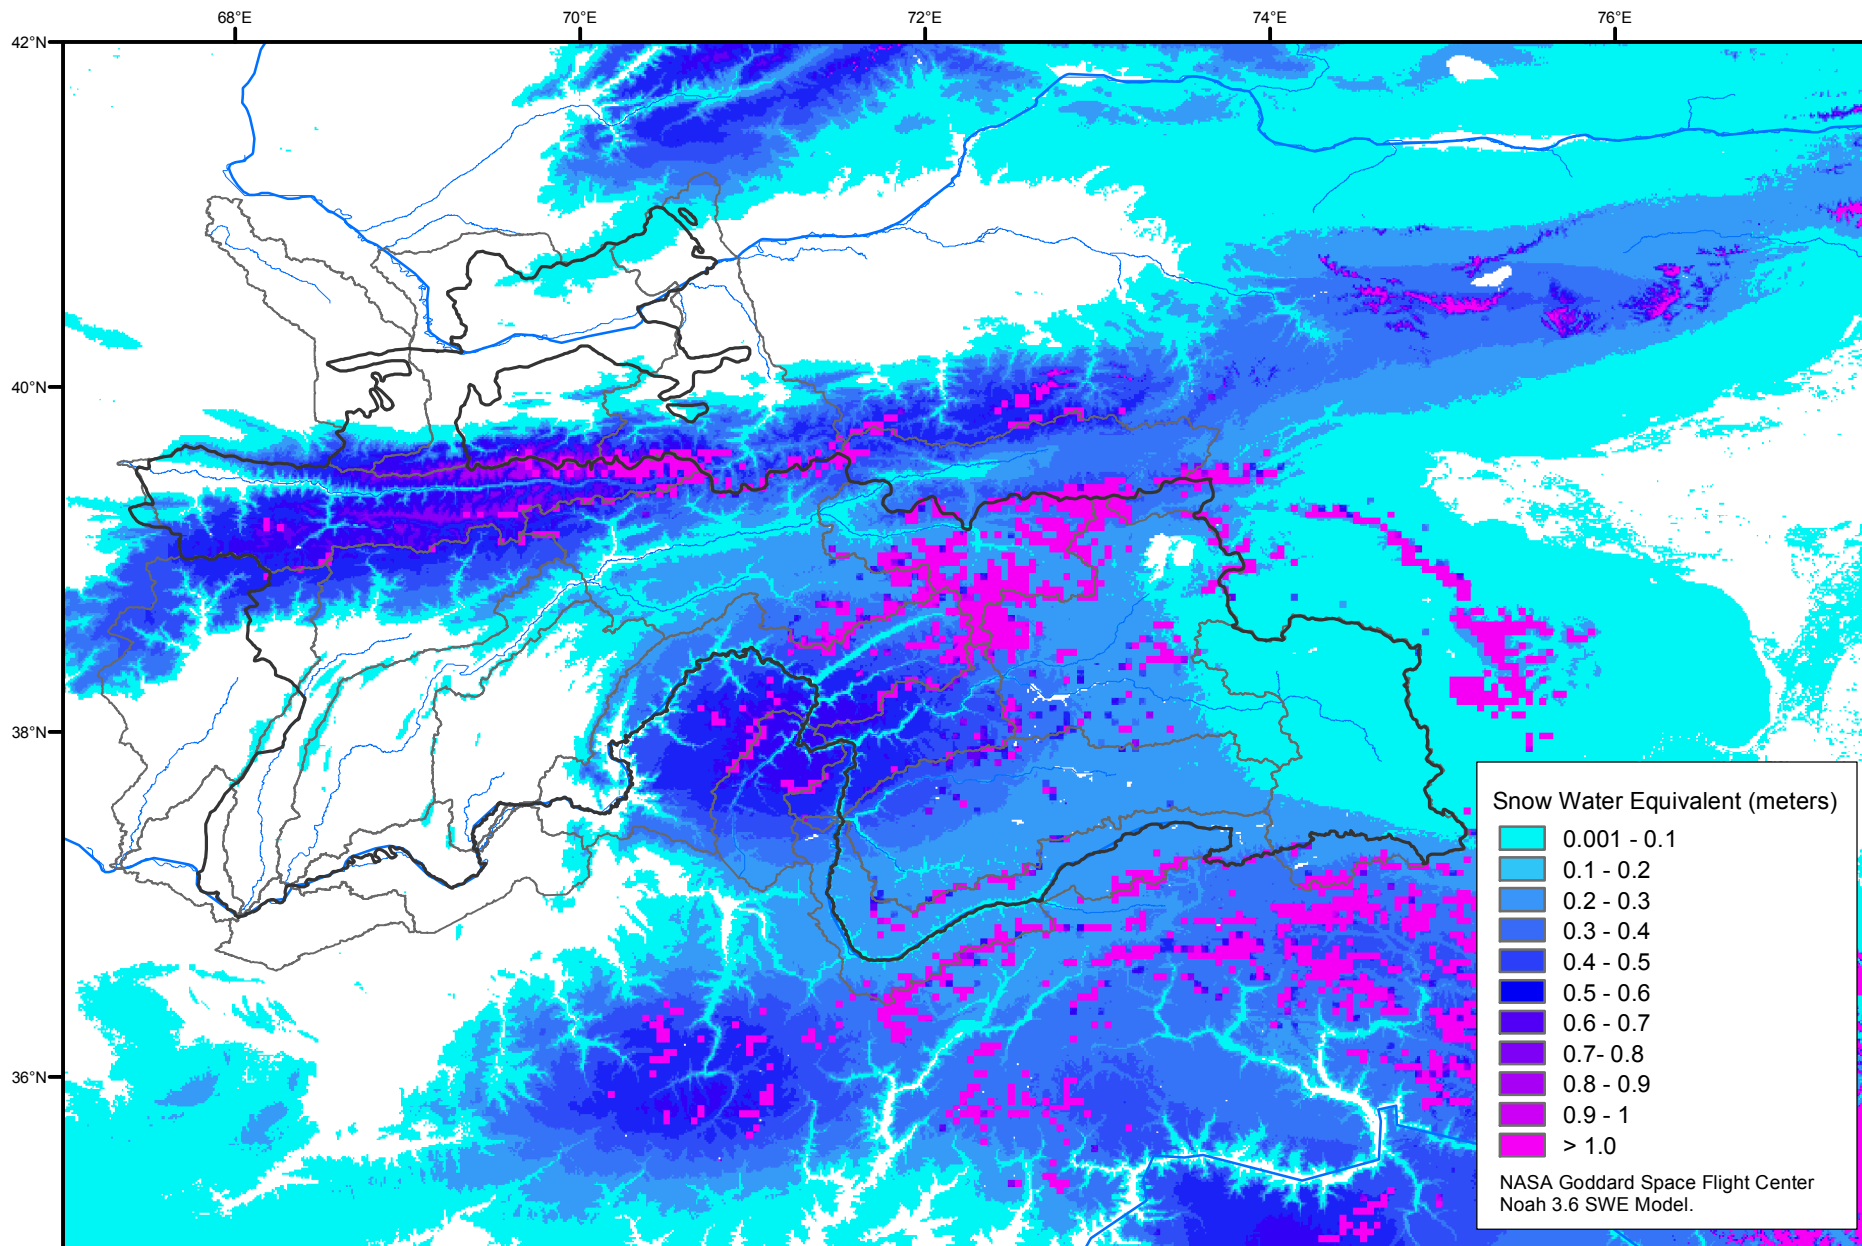 68°E
70°E
72°E
74°E
76°E
42°N
40°N
38°N
36°N
Snow Water Equivalent (meters)
0.001 - 0.1
0.1 - 0.2
0.2 - 0.3
0.3 - 0.4
0.4 - 0.5
0.5 - 0.6
0.6 - 0.7
0.7- 0.8
0.8 - 0.9
0.9 - 1
> 1.0
NASA Goddard Space Flight Center
Noah 3.6 SWE Model.